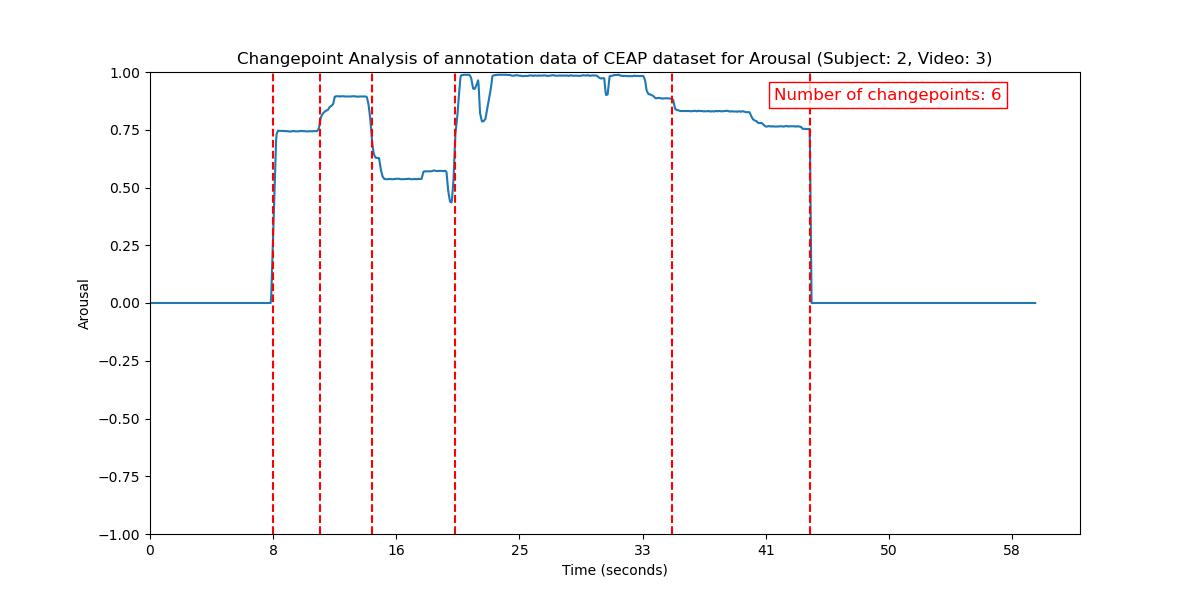 Changepoint Analysis of annotation data of CEAP dataset for Arousal (Subject: 2, Video: 3)
Number of changepoints: 6
1.00
0.75
0.50
0.25
0.00
−0.25
−0.50
−0.75
−1.00
Arousal
0 8 16 25 33 41 50 58
Time (seconds)